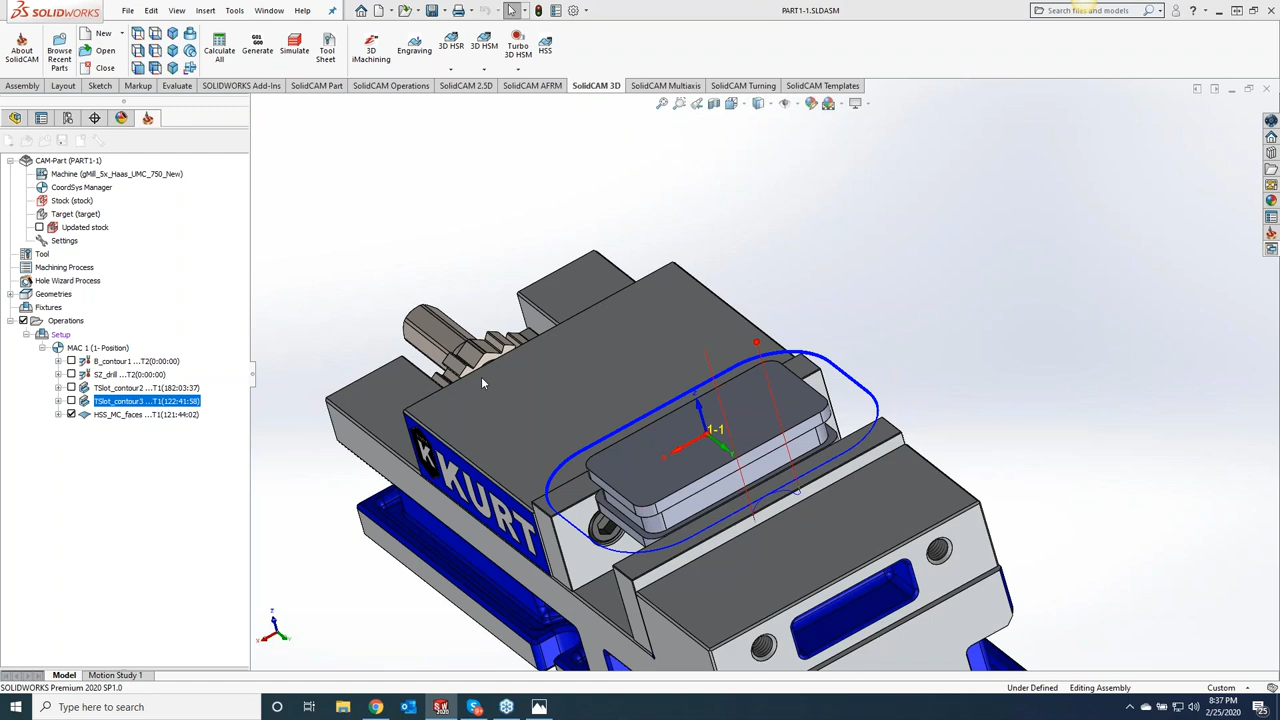 SOLIDWORKS
File Edit View Insert Tools Window Help
PART1-1.SLDASM
Search files and models
About SolidCAM
Browse Recent Parts
New
Open
Close
Calculate All
G01 G00
Generate
Simulate
Tool Sheet
3D iMachining
Engraving
3D HSR
3D HSM
Turbo 3D HSM
HSS
Assembly Layout Sketch Markup Evaluate SOLIDWORKS Add-Ins SolidCAM Part SolidCAM Operations SolidCAM 2.5D SolidCAM AFRM SolidCAM 3D SolidCAM Multiaxis SolidCAM Turning SolidCAM Templates
CAM-Part (PART1-1)
Machine (gMill_5x_Haas_UMC_750_New)
CoordSys Manager
Stock (stock)
Target (target)
Updated stock
Settings
Tool
Machining Process
Hole Wizard Process
Geometries
Fixtures
Operations
Setup
MAC 1 (1- Position)
B_contour1 ...T2(0:00:00)
SZ_drill ...T2(0:00:00)
TSlot_contour2 ...T1(182:03:37)
TSlot_contour3 ...T1(122:41:58)
HSS_MC_faces ...T1(121:44:02)
1-1
K KURT
Model Motion Study 1
SOLIDWORKS Premium 2020 SP1.0
Under Defined Editing Assembly Custom
Type here to search
8:37 PM
2/25/2020